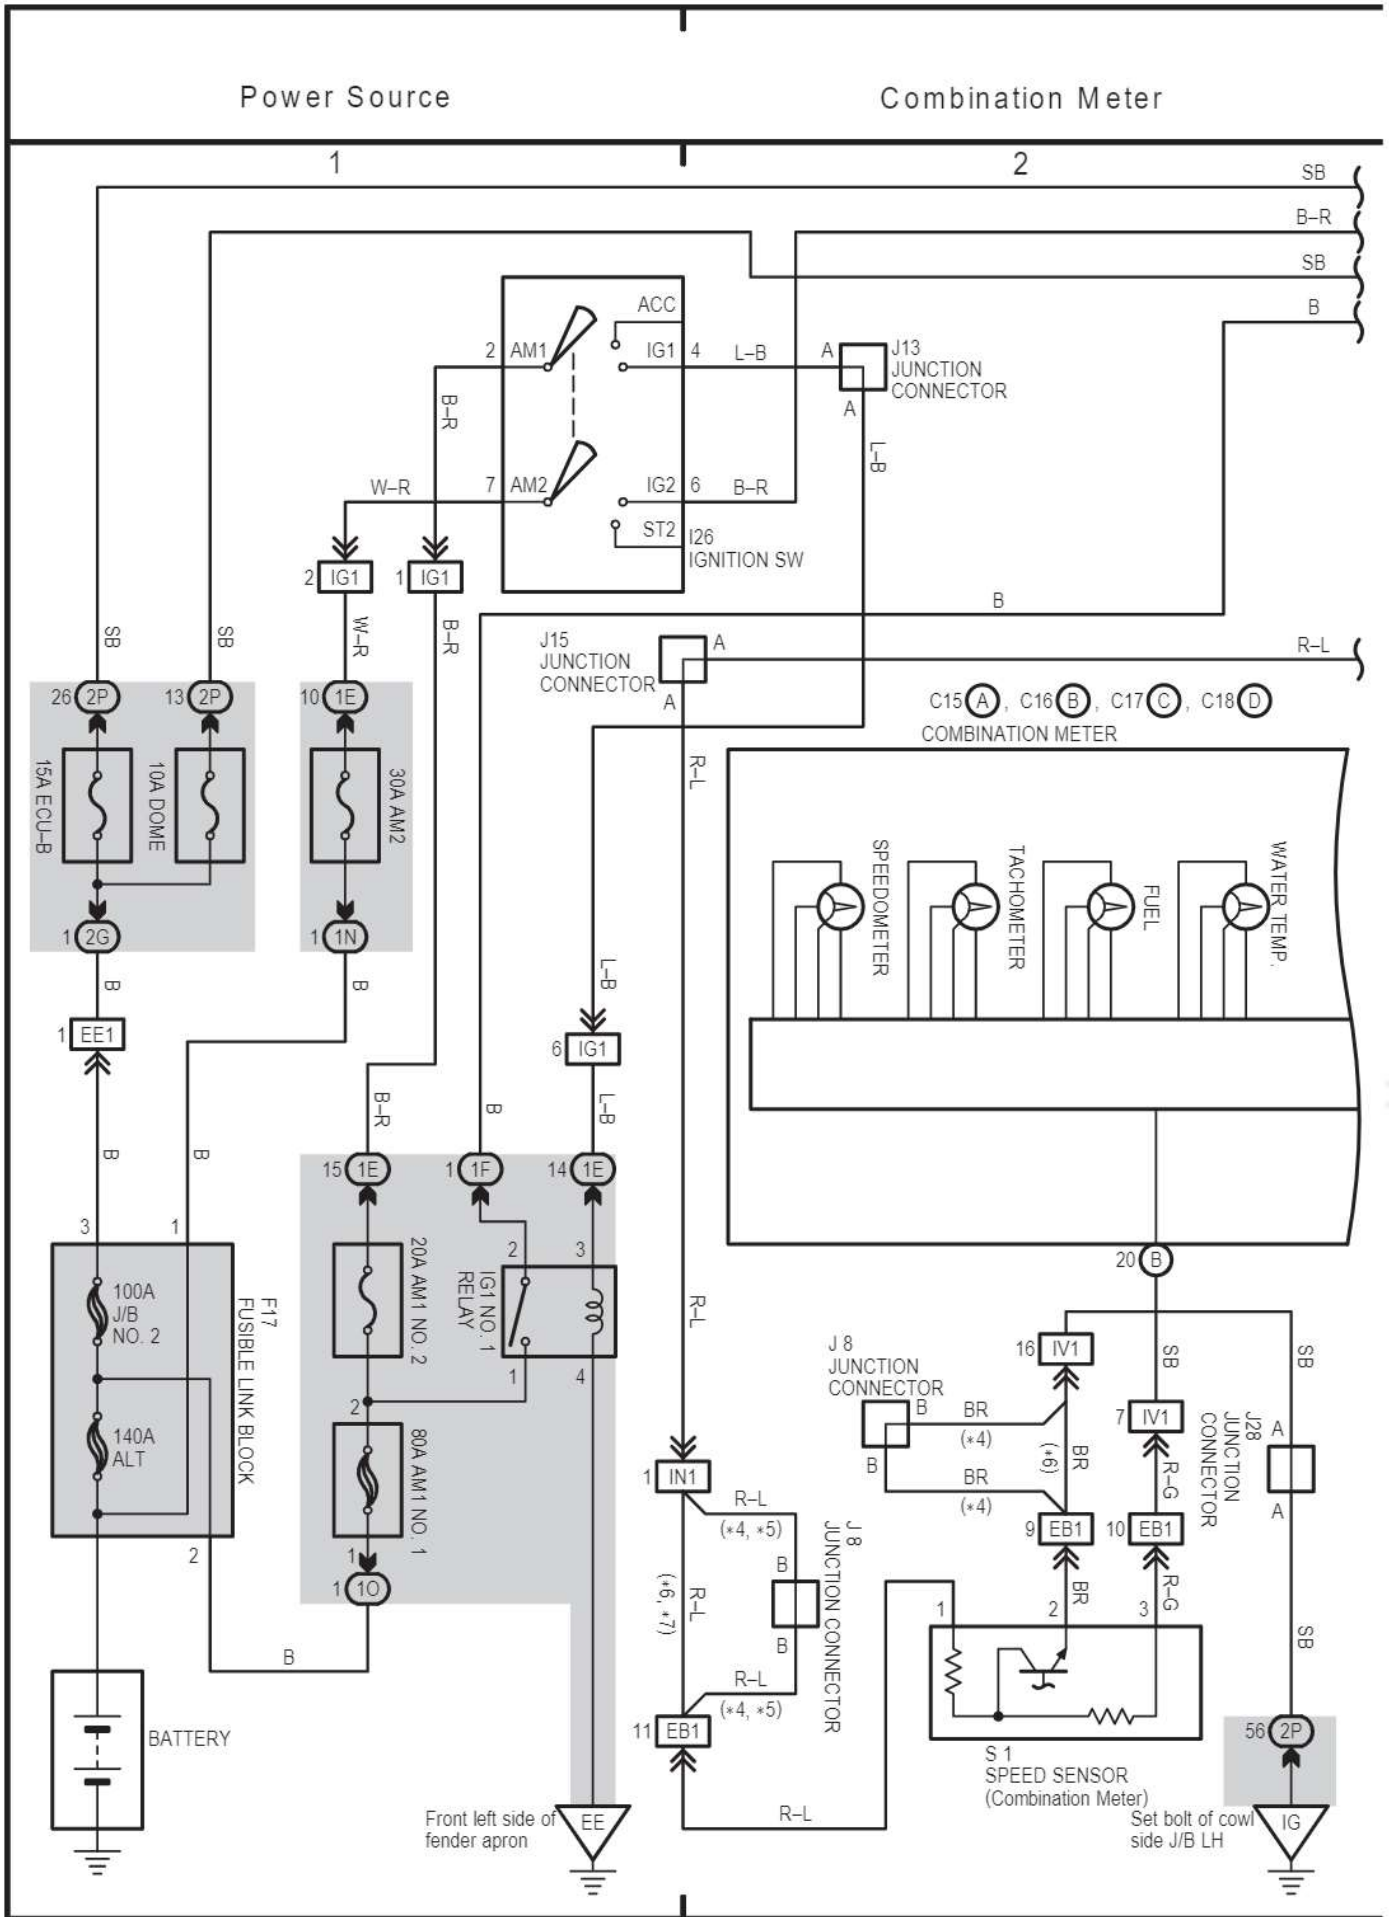 Power Source
Combination Meter
1
2
SB
B–R
SB
B
ACC
2 AM1
IG1 4
L–B
A
J13
JUNCTION
CONNECTOR
A
B–R
L–B
W–R
7 AM2
IG2 6
B–R
ST2
I26
IGNITION SW
2 IG1
1 IG1
B
SB
SB
W–R
B–R
J15
JUNCTION
CONNECTOR
A
A
R–L
26 2P
13 2P
10 1E
C15 A , C16 B , C17 C , C18 D
COMBINATION METER
R–L
15A ECU–B
10A DOME
30A AM2
SPEEDOMETER
TACHOMETER
FUEL
WATER TEMP.
1 2G
1 1N
B
B
L–B
1 EE1
6 IG1
B–R
B
L–B
B
B
15 1E
1 1F
14 1E
3
1
2
3
20 B
100A
J/B
NO. 2
F17
FUSIBLE LINK BLOCK
20A AM1 NO. 2
IG1 NO. 1
RELAY
R–L
16 IV1
SB
SB
J 8
JUNCTION
CONNECTOR
1
4
B
BR
(*4)
7 IV1
J28
JUNCTION
CONNECTOR
A
2
140A
ALT
80A AM1 NO. 1
B
BR
(*4)
BR
(*6)
R–G
A
1 IN1
R–L
(*4, *5)
9 EB1
10 EB1
2
1
1 1O
R–L
(*6, *7)
B
B
J 8
JUNCTION CONNECTOR
BR
R–G
1
2
3
SB
B
R–L
(*4, *5)
BATTERY
11 EB1
S 1
SPEED SENSOR
(Combination Meter)
56 2P
R–L
Front left side of
fender apron
EE
Set bolt of cowl
side J/B LH
IG